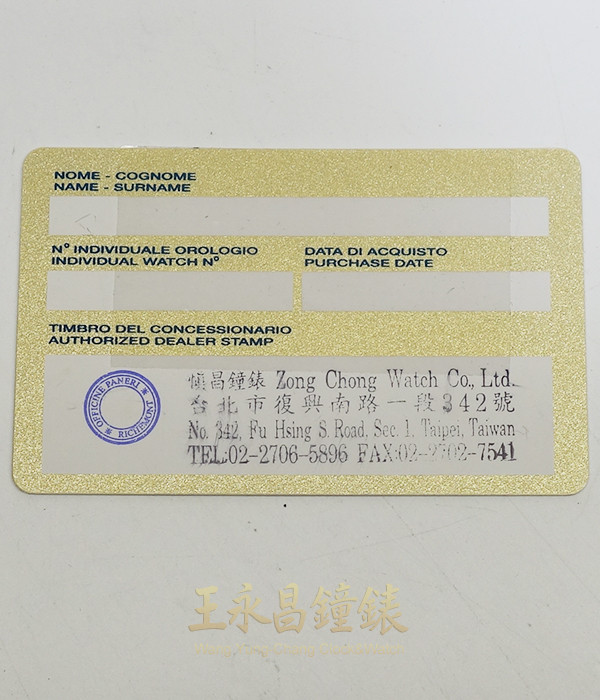 NOME - COGNOME
NAME - SURNAME
Nº INDIVIDUALE OROLOGIO
INDIVIDUAL WATCH Nº
DATA DI ACQUISTO
PURCHASE DATE
TIMBRO DEL CONCESSIONARIO
AUTHORIZED DEALER STAMP
OFFICINE PANERAI
RICHEMONT
愼昌鐘錶 Zong Chong Watch Co., Ltd.
台北市復興南路一段342號
No. 342, Fu Hsing S. Road, Sec. 1, Taipei, Taiwan
TEL:02-2706-5896 FAX:02-2702-7541
王永昌鐘錶